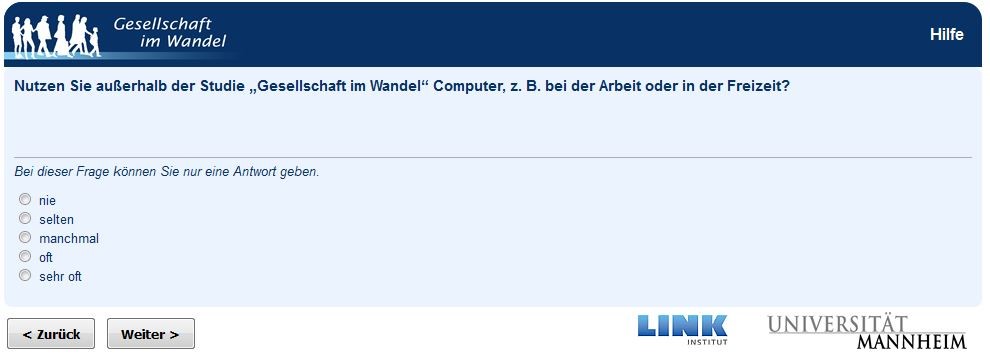 Gesellschaft
im Wandel
Hilfe
Nutzen Sie außerhalb der Studie „Gesellschaft im Wandel“ Computer, z. B. bei der Arbeit oder in der Freizeit?
Bei dieser Frage können Sie nur eine Antwort geben.
nie
selten
manchmal
oft
sehr oft
< Zurück
Weiter >
LINK
INSTITUT
UNIVERSITÄT
MANNHEIM